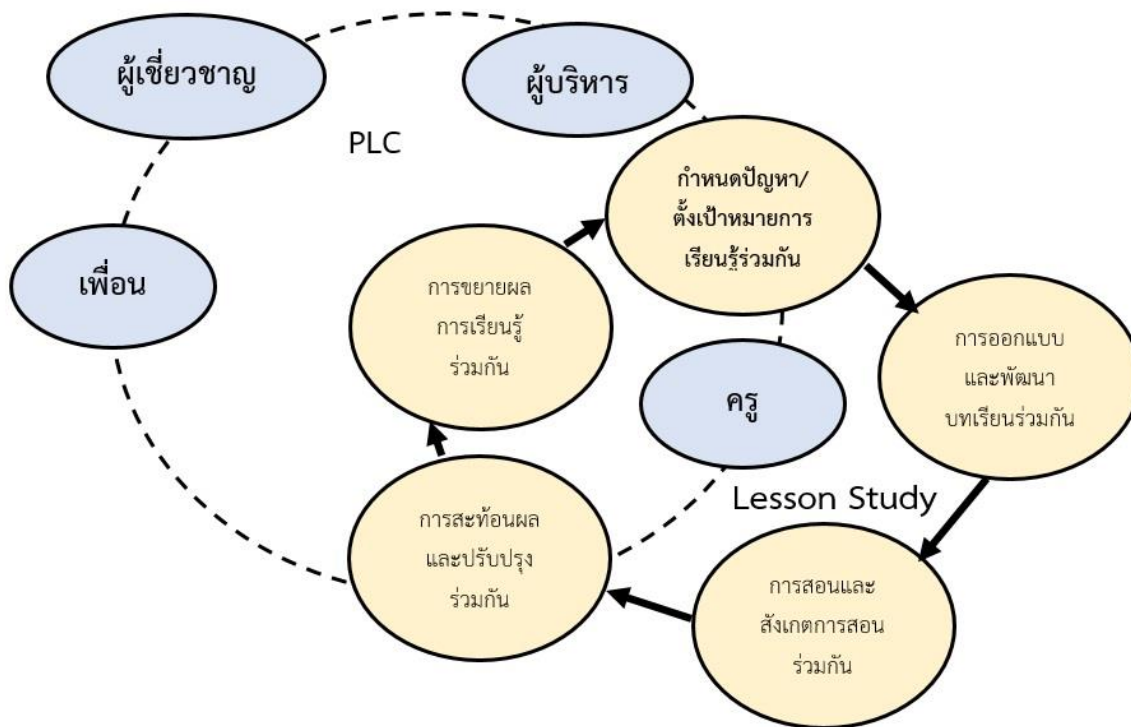 ผู้เชี่ยวชาญ
ผู้บริหาร
PLC
กำหนดปัญหา/
ตั้งเป้าหมายการ
เรียนรู้ร่วมกัน
เพื่อน
การขยายผล
การเรียนรู้
ร่วมกัน
การออกแบบ
และพัฒนา
บทเรียนร่วมกัน
ครู
Lesson Study
การสะท้อนผล
และปรับปรุง
ร่วมกัน
การสอนและ
สังเกตการสอน
ร่วมกัน